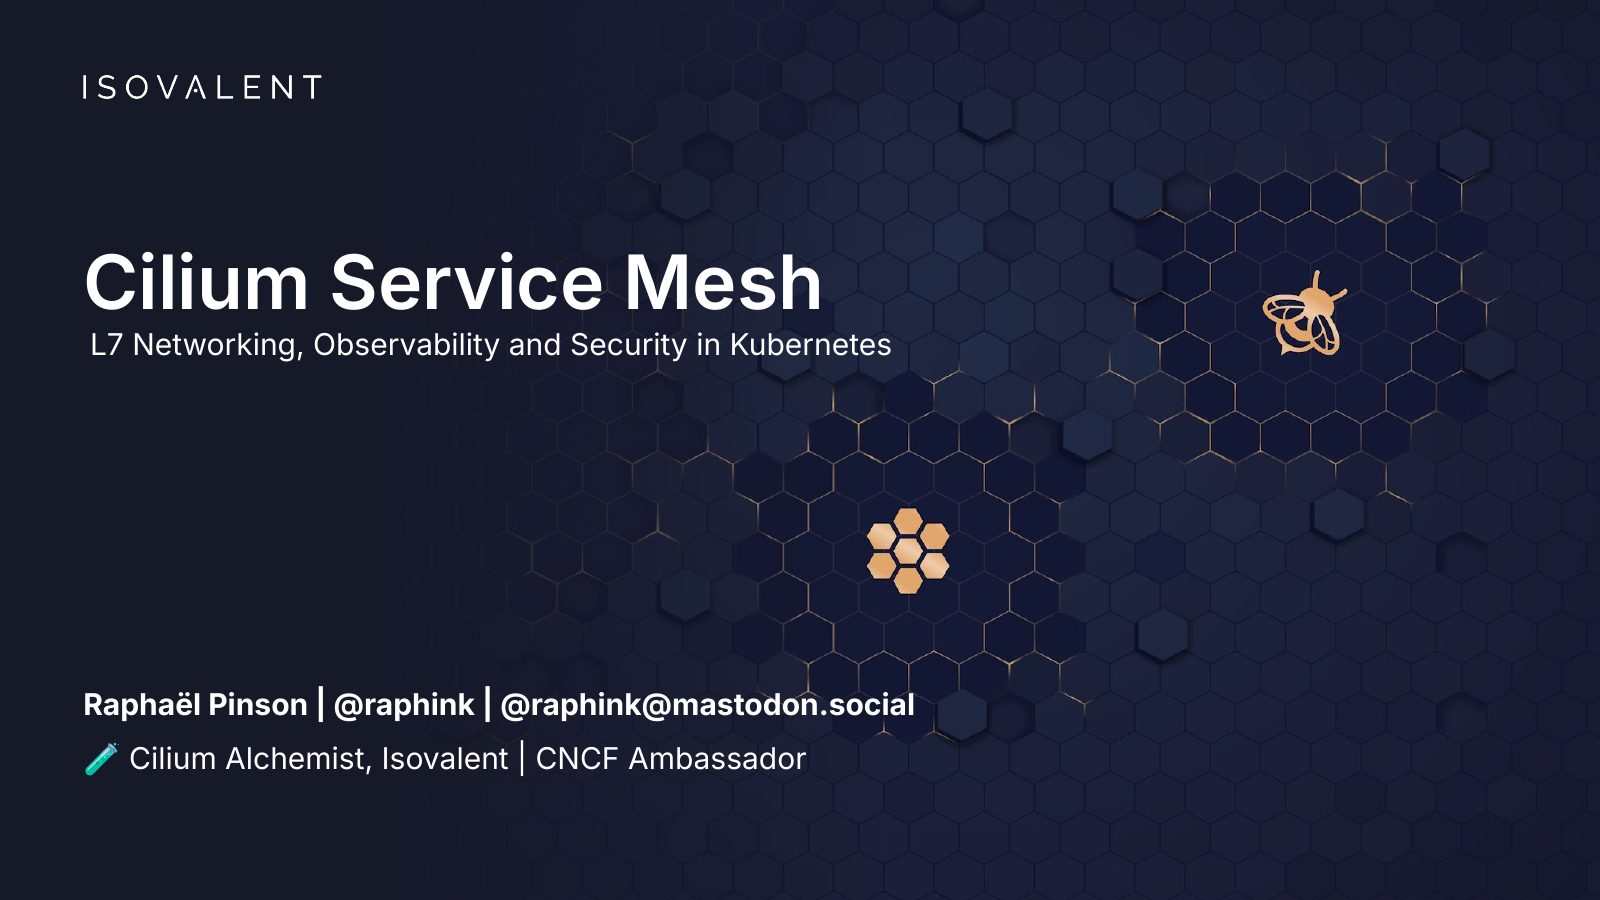 ISOVALENT
Cilium Service Mesh
L7 Networking, Observability and Security in Kubernetes
Raphaël Pinson | @raphink | @raphink@mastodon.social
🧪 Cilium Alchemist, Isovalent | CNCF Ambassador